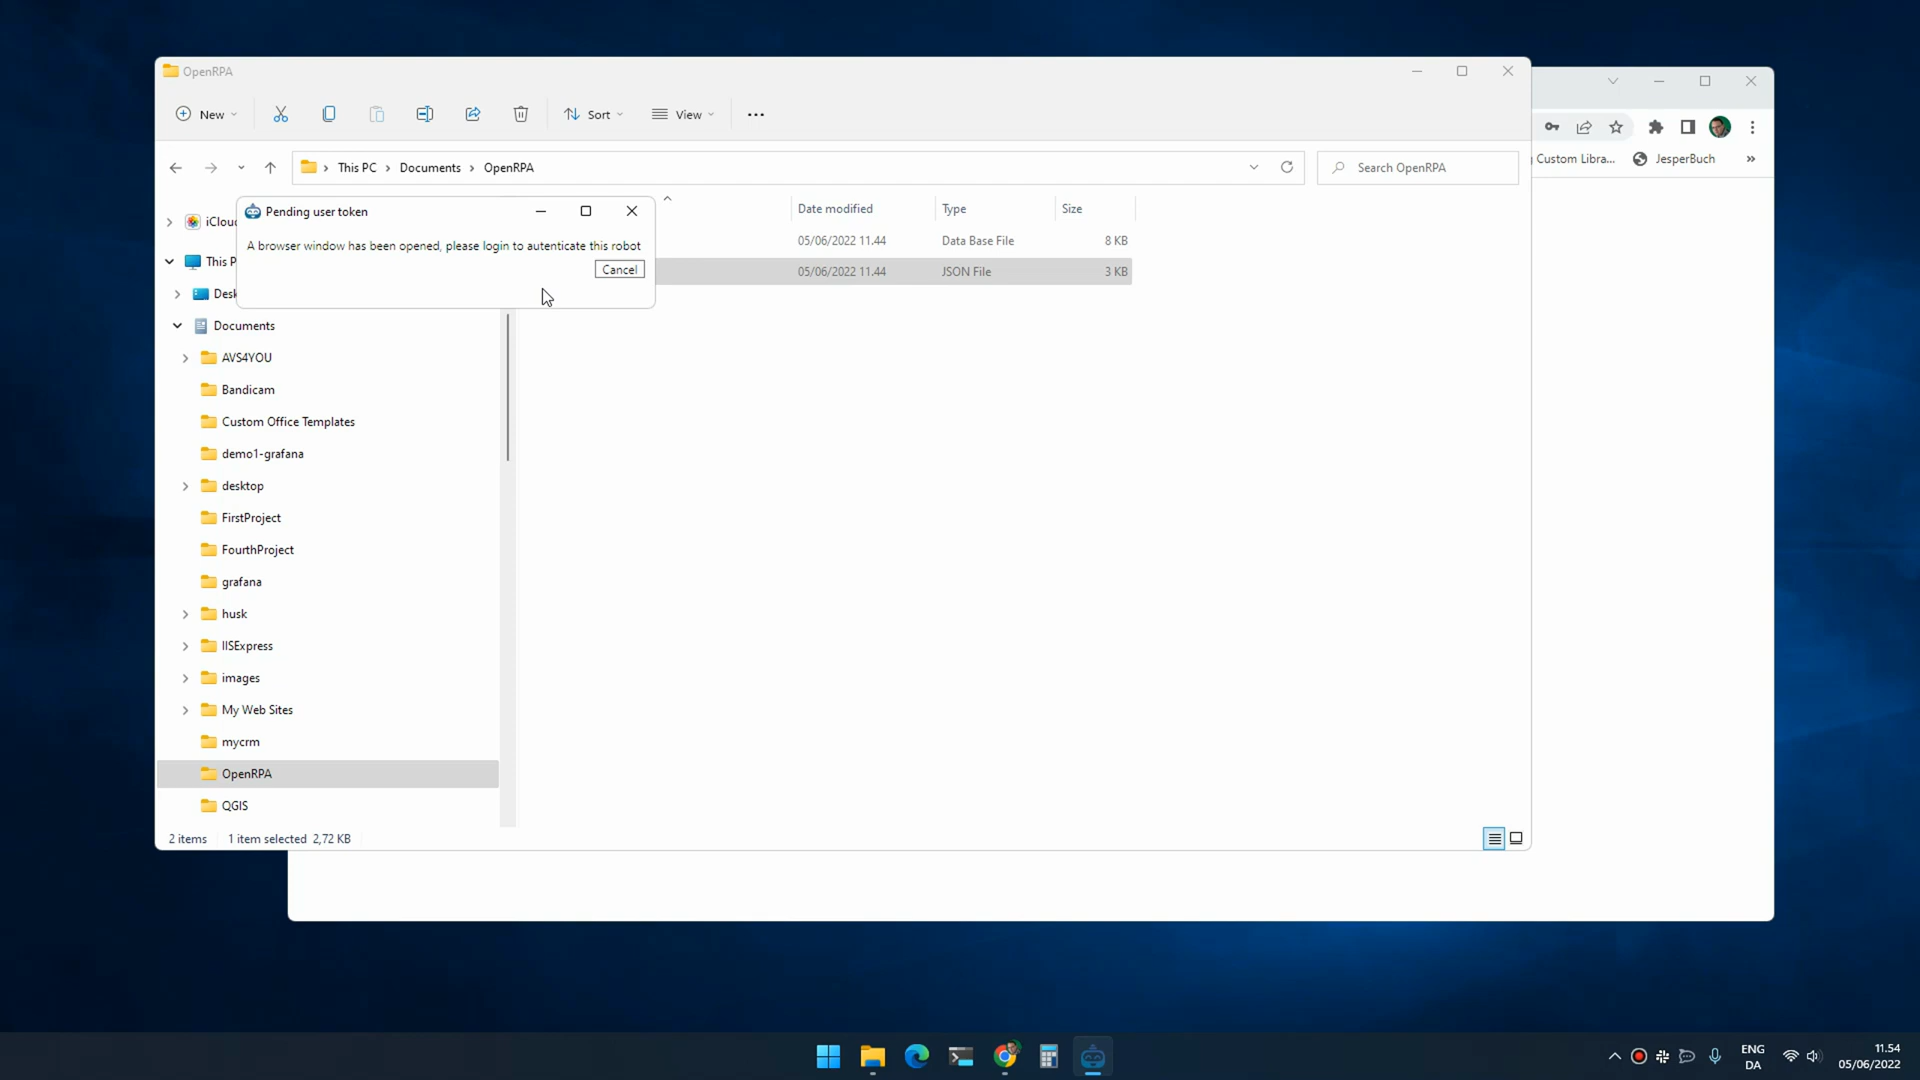 OpenRPA
New
Sort
View
This PC
Documents
OpenRPA
Search OpenRPA
Custom Libra...
JesperBuch
Pending user token
A browser window has been opened, please login to autenticate this robot
Cancel
Date modified
Type
Size
05/06/2022 11.44
Data Base File
8 KB
05/06/2022 11.44
JSON File
3 KB
iClou
This P
Desk
Documents
AVS4YOU
Bandicam
Custom Office Templates
demo1-grafana
desktop
FirstProject
FourthProject
grafana
husk
IISExpress
images
My Web Sites
mycrm
OpenRPA
QGIS
2 items
1 item selected 2,72 KB
ENG
DA
11.54
05/06/2022